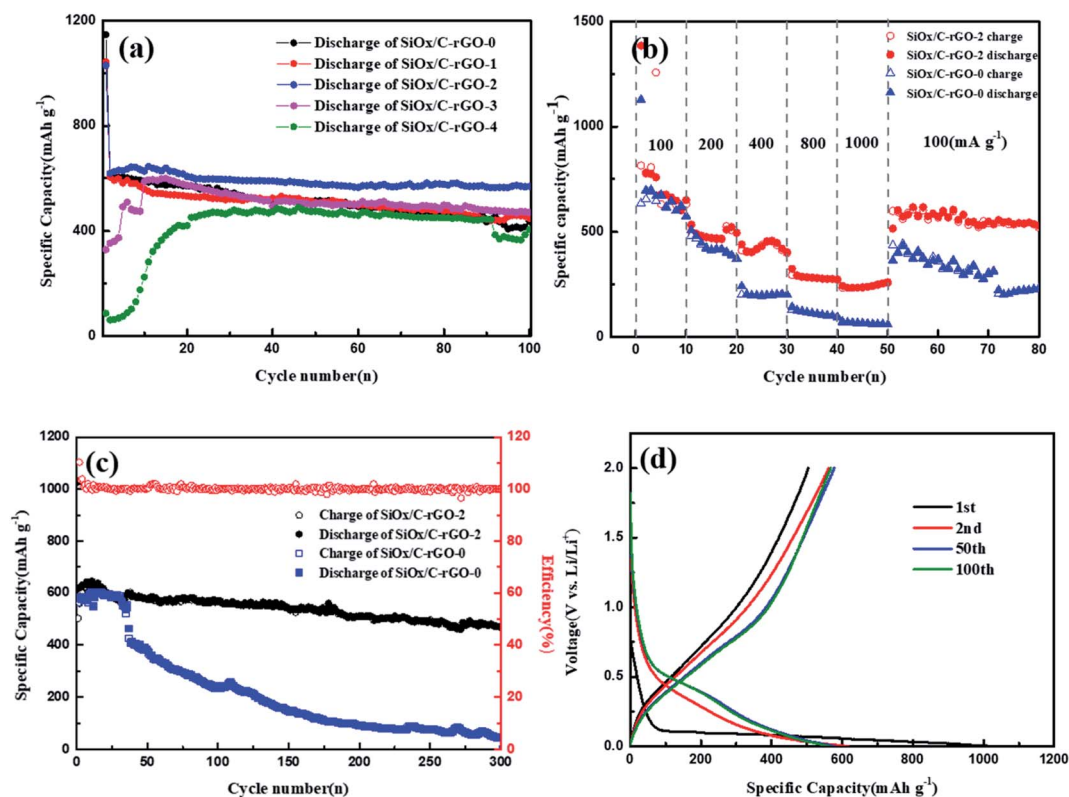 (a)
Discharge of SiOx/C-rGO-0
Discharge of SiOx/C-rGO-1
Discharge of SiOx/C-rGO-2
Discharge of SiOx/C-rGO-3
Discharge of SiOx/C-rGO-4
Specific Capacity(mAh g-1)
1200
800
400
0
20
40
60
80
100
Cycle number(n)
(b)
SiOx/C-rGO-2 charge
SiOx/C-rGO-2 discharge
SiOx/C-rGO-0 charge
SiOx/C-rGO-0 discharge
100 200 400 800 1000 100(mA g-1)
Specific capacity(mAh g-1)
1500
1000
500
0
0 10 20 30 40 50 60 70 80
Cycle number(n)
(c)
Charge of SiOx/C-rGO-2
Discharge of SiOx/C-rGO-2
Charge of SiOx/C-rGO-0
Discharge of SiOx/C-rGO-0
Specific Capacity(mAh g-1)
1200
1000
800
600
400
200
0
0 50 100 150 200 250 300
Cycle number(n)
120
100
80
60
40
20
0
Efficiency(%)
(d)
1st
2nd
50th
100th
Voltage(V vs. Li/Li+)
2.0
1.5
1.0
0.5
0.0
0 200 400 600 800 1000 1200
Specific Capacity(mAh g-1)